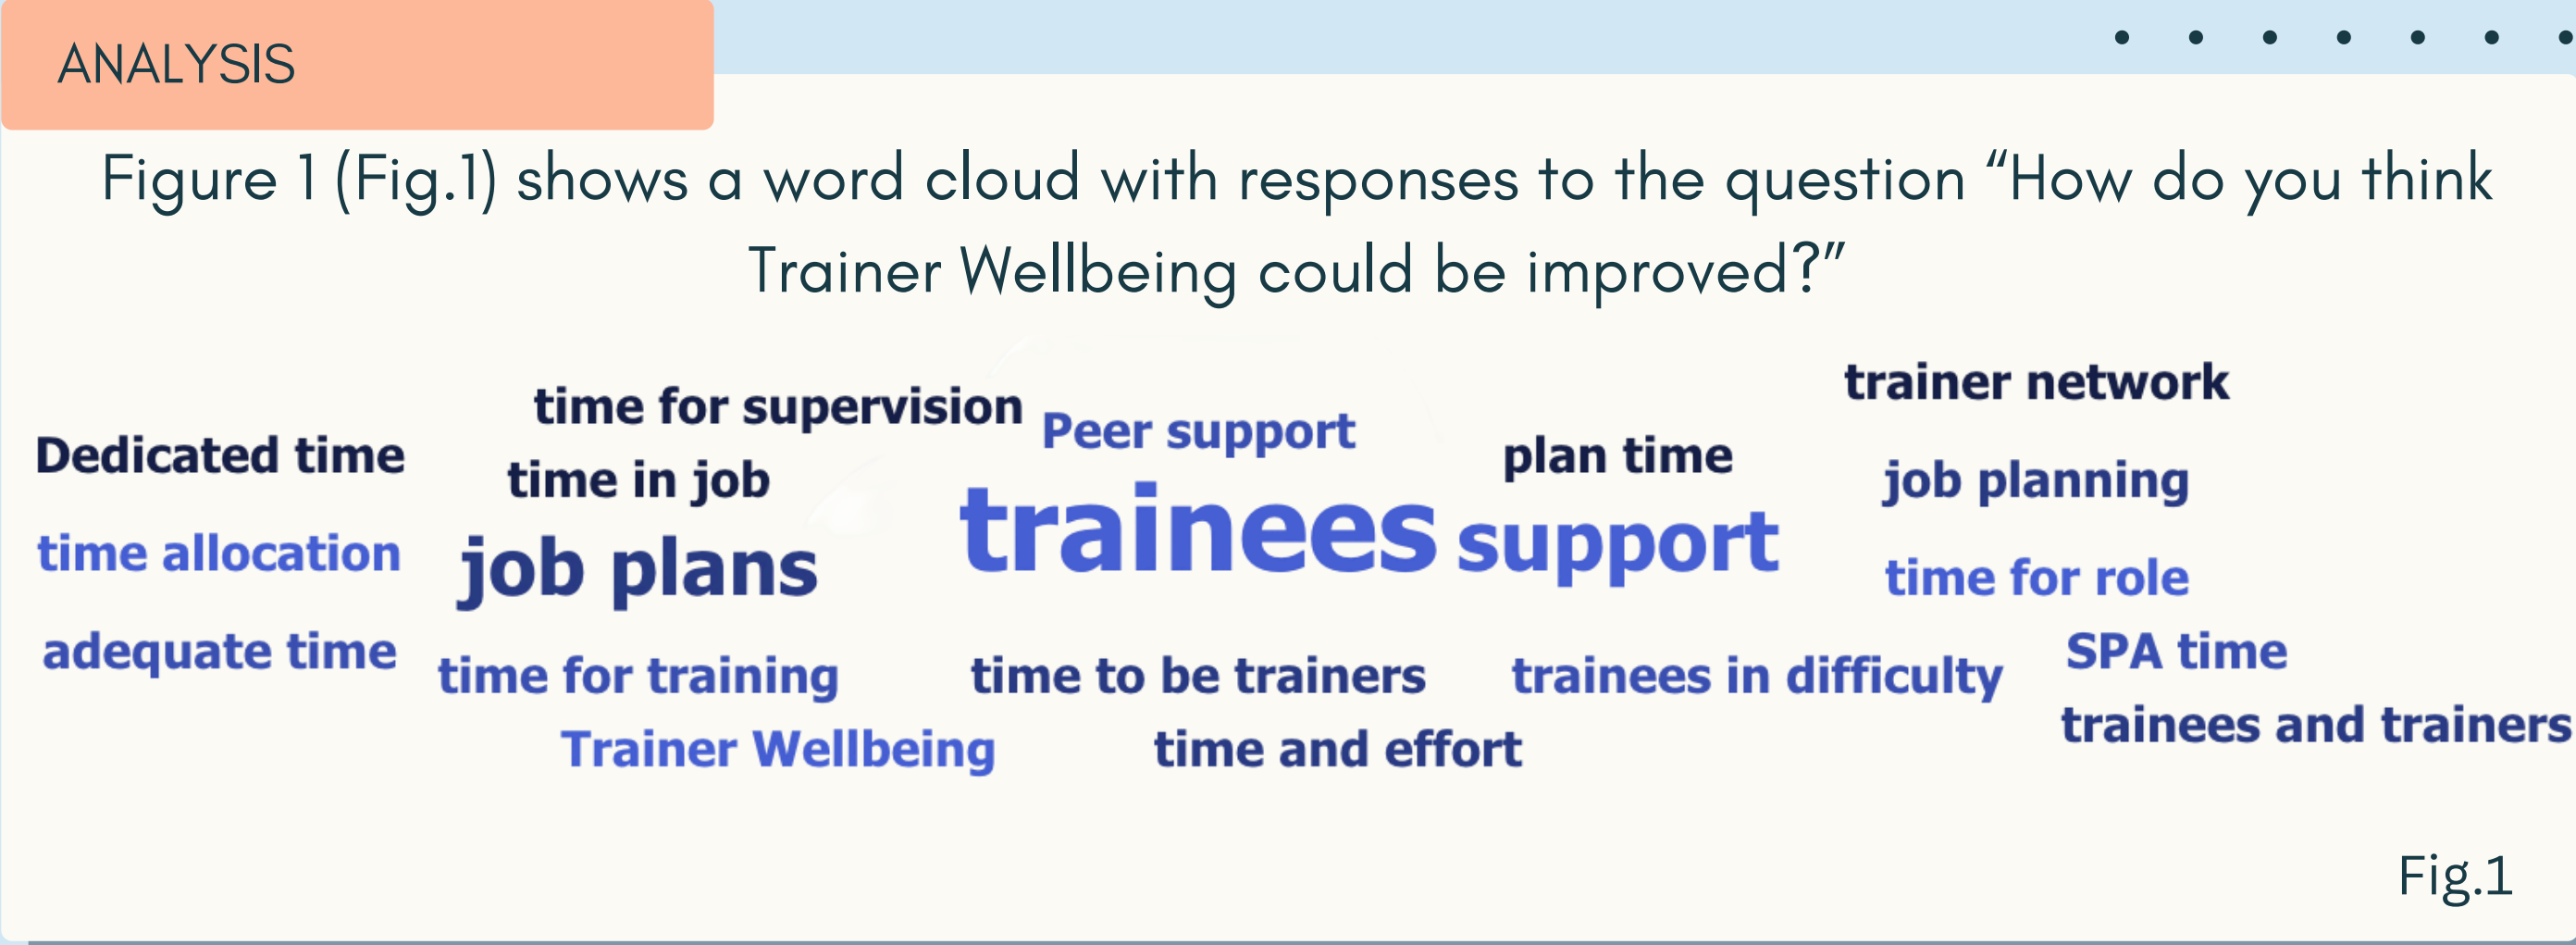 ANALYSIS
Figure 1 (Fig.1) shows a word cloud with responses to the question “How do you think
Trainer Wellbeing could be improved?”
trainer network
time for supervision
Peer support
Dedicated time
plan time
time in job
job planning
trainees
support
time allocation
job plans
time for role
adequate time
time for training
time to be trainers
trainees in difficulty
SPA time
trainees and trainers
Trainer Wellbeing
time and effort
Fig.1